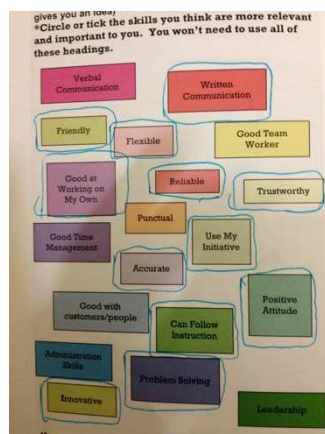 gives you an idea)
*Circle or tick the skills you think are more relevant
and important to you. You won't need to use all of
these headings.
Verbal
Communication
Written
Communication
Friendly
Flexible
Good Team
Worker
Good at
Working on
My Own
Reliable
Trustworthy
Punctual
Good Time
Management
Use My
Initiative
Accurate
Good with
customers/people
Positive
Attitude
Can Follow
Instruction
Administration
Skills
Problem Solving
Innovative
Leadership